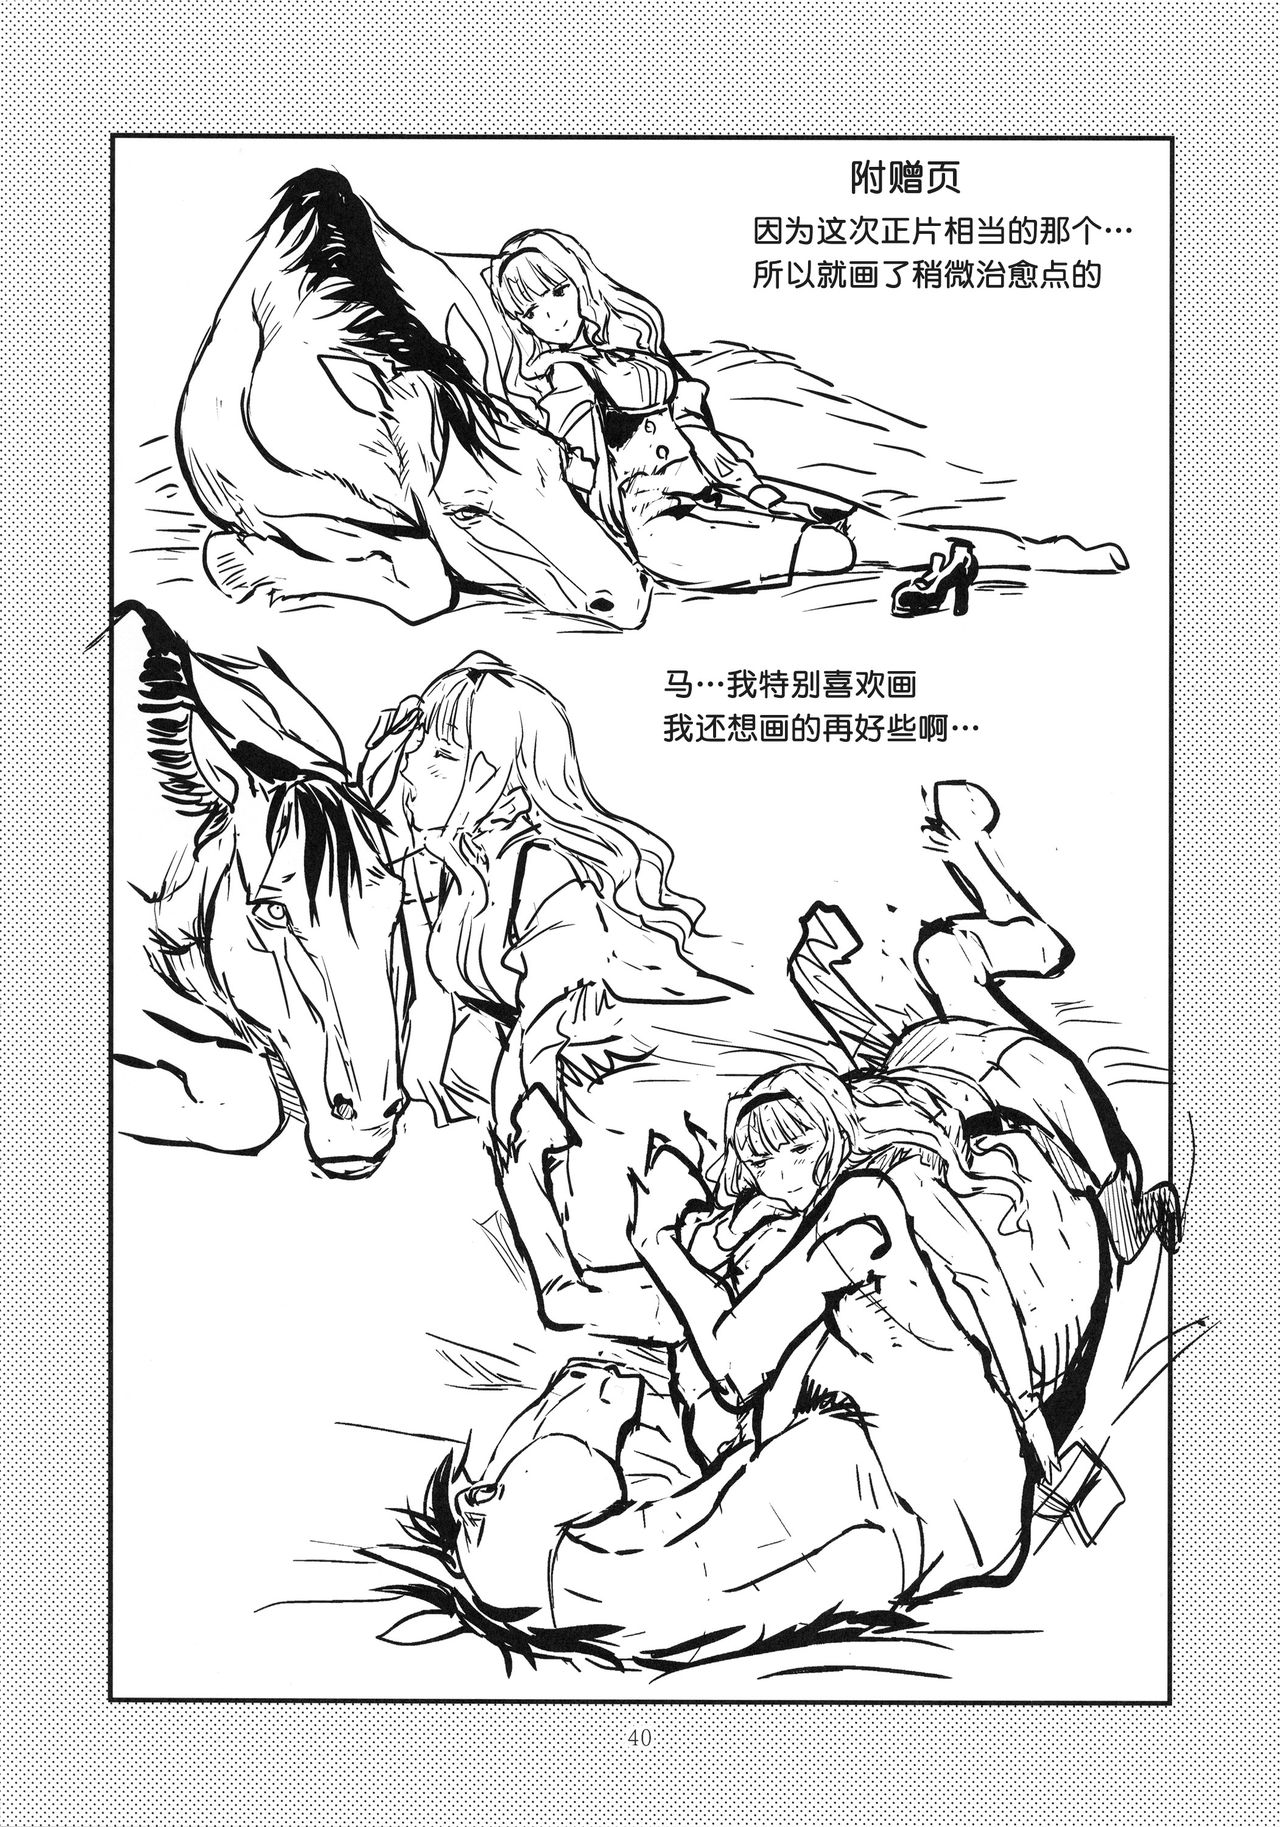 附赠页
因为这次正片相当的那个…
所以就画了稍微治愈点的
马…我特别喜欢画
我还想画的再好些啊…
40